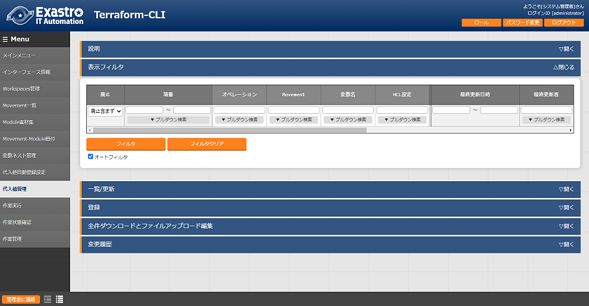 Exastro
IT Automation
Terraform-CLI
ようこそ[システム管理者]さん
ログインID [administrator]
ロール
パスワード変更
ログアウト
Menu
メインメニュー
インターフェース情報
Workspaces管理
Movement一覧
Module素材集
Movement-Module紐付
変数ネスト管理
代入値自動登録設定
代入値管理
作業実行
作業状態確認
作業管理
管理者に連絡
説明
▽開く
表示フィルタ
△閉じる
廃止 項番 オペレーション Movement 変数名 HCL設定 最終更新日時 最終更新者
廃止含まず ～ ～
▼ プルダウン検索 ▼ プルダウン検索 ▼ プルダウン検索 ▼ プルダウン検索 ▼ プルダウン検索 ▼ プルダウン検索
フィルタ
フィルタクリア
オートフィルタ
一覧/更新
▽開く
登録
▽開く
全件ダウンロードとファイルアップロード編集
▽開く
変更履歴
▽開く